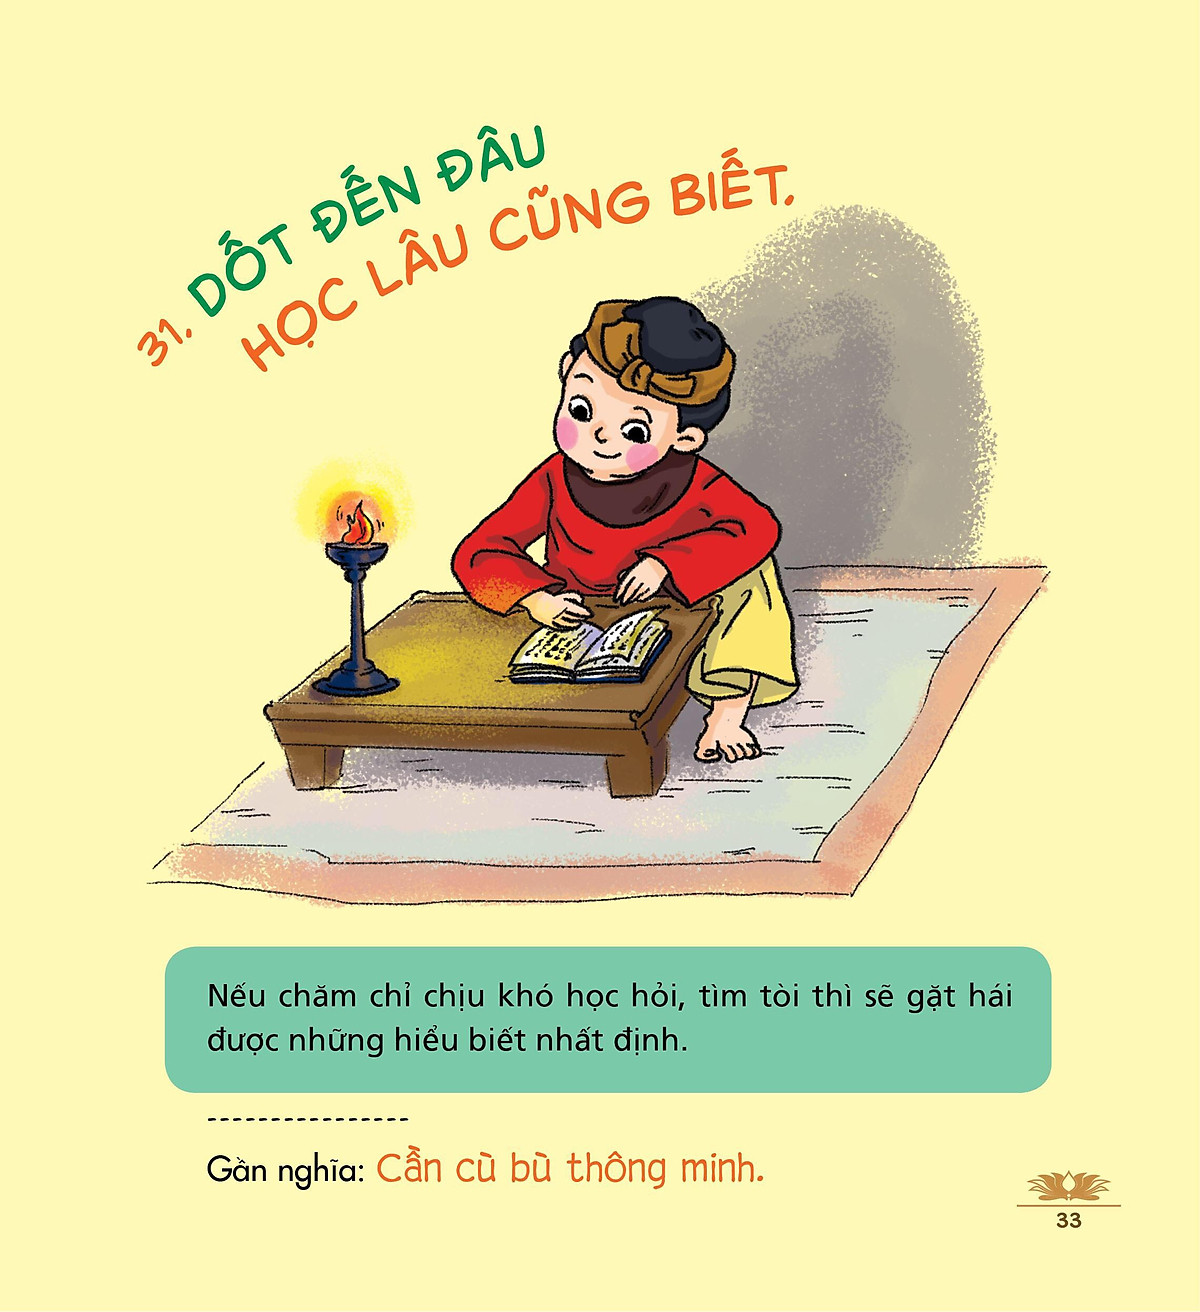 31. DỐT ĐẾN ĐÂU
HỌC LÂU CŨNG BIẾT.
Nếu chăm chỉ chịu khó học hỏi, tìm tòi thì sẽ gặt hái
được những hiểu biết nhất định.
----------------
Gần nghĩa: Cần cù bù thông minh.
33